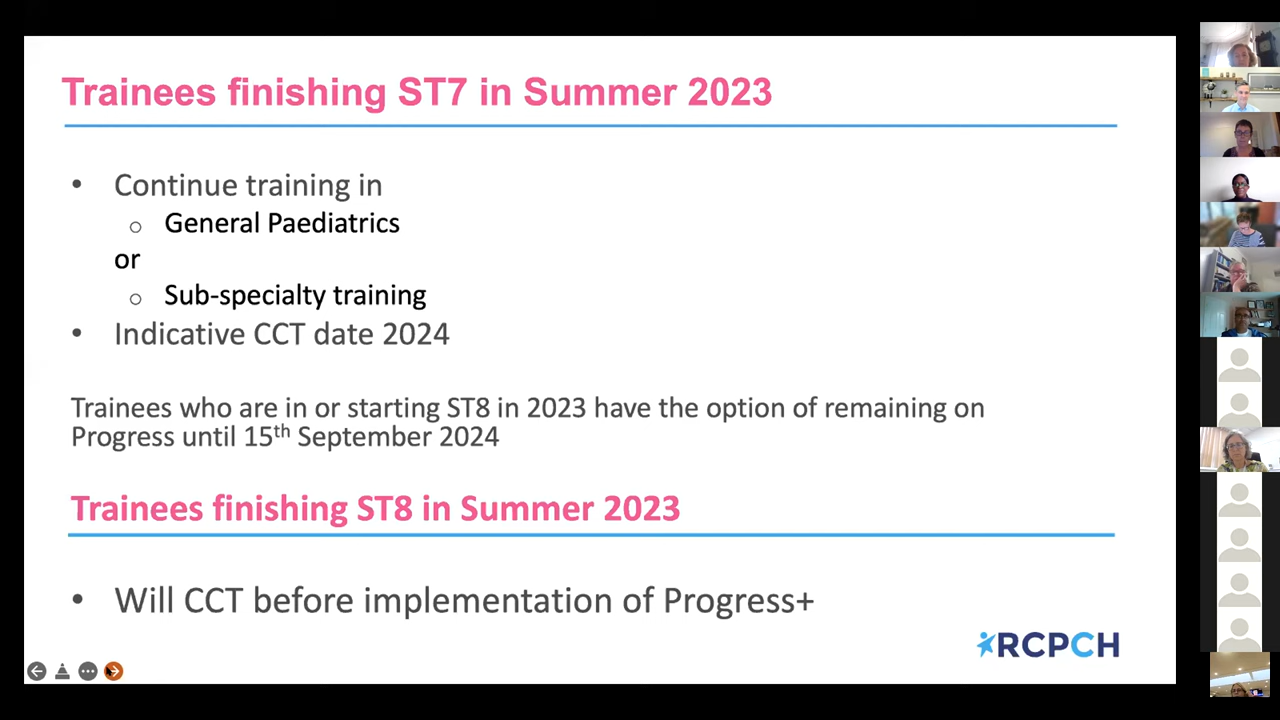 Trainees finishing ST7 in Summer 2023
• Continue training in
o General Paediatrics
or
o Sub-specialty training
• Indicative CCT date 2024
Trainees who are in or starting ST8 in 2023 have the option of remaining on
Progress until 15th September 2024
Trainees finishing ST8 in Summer 2023
• Will CCT before implementation of Progress+
RCPCH